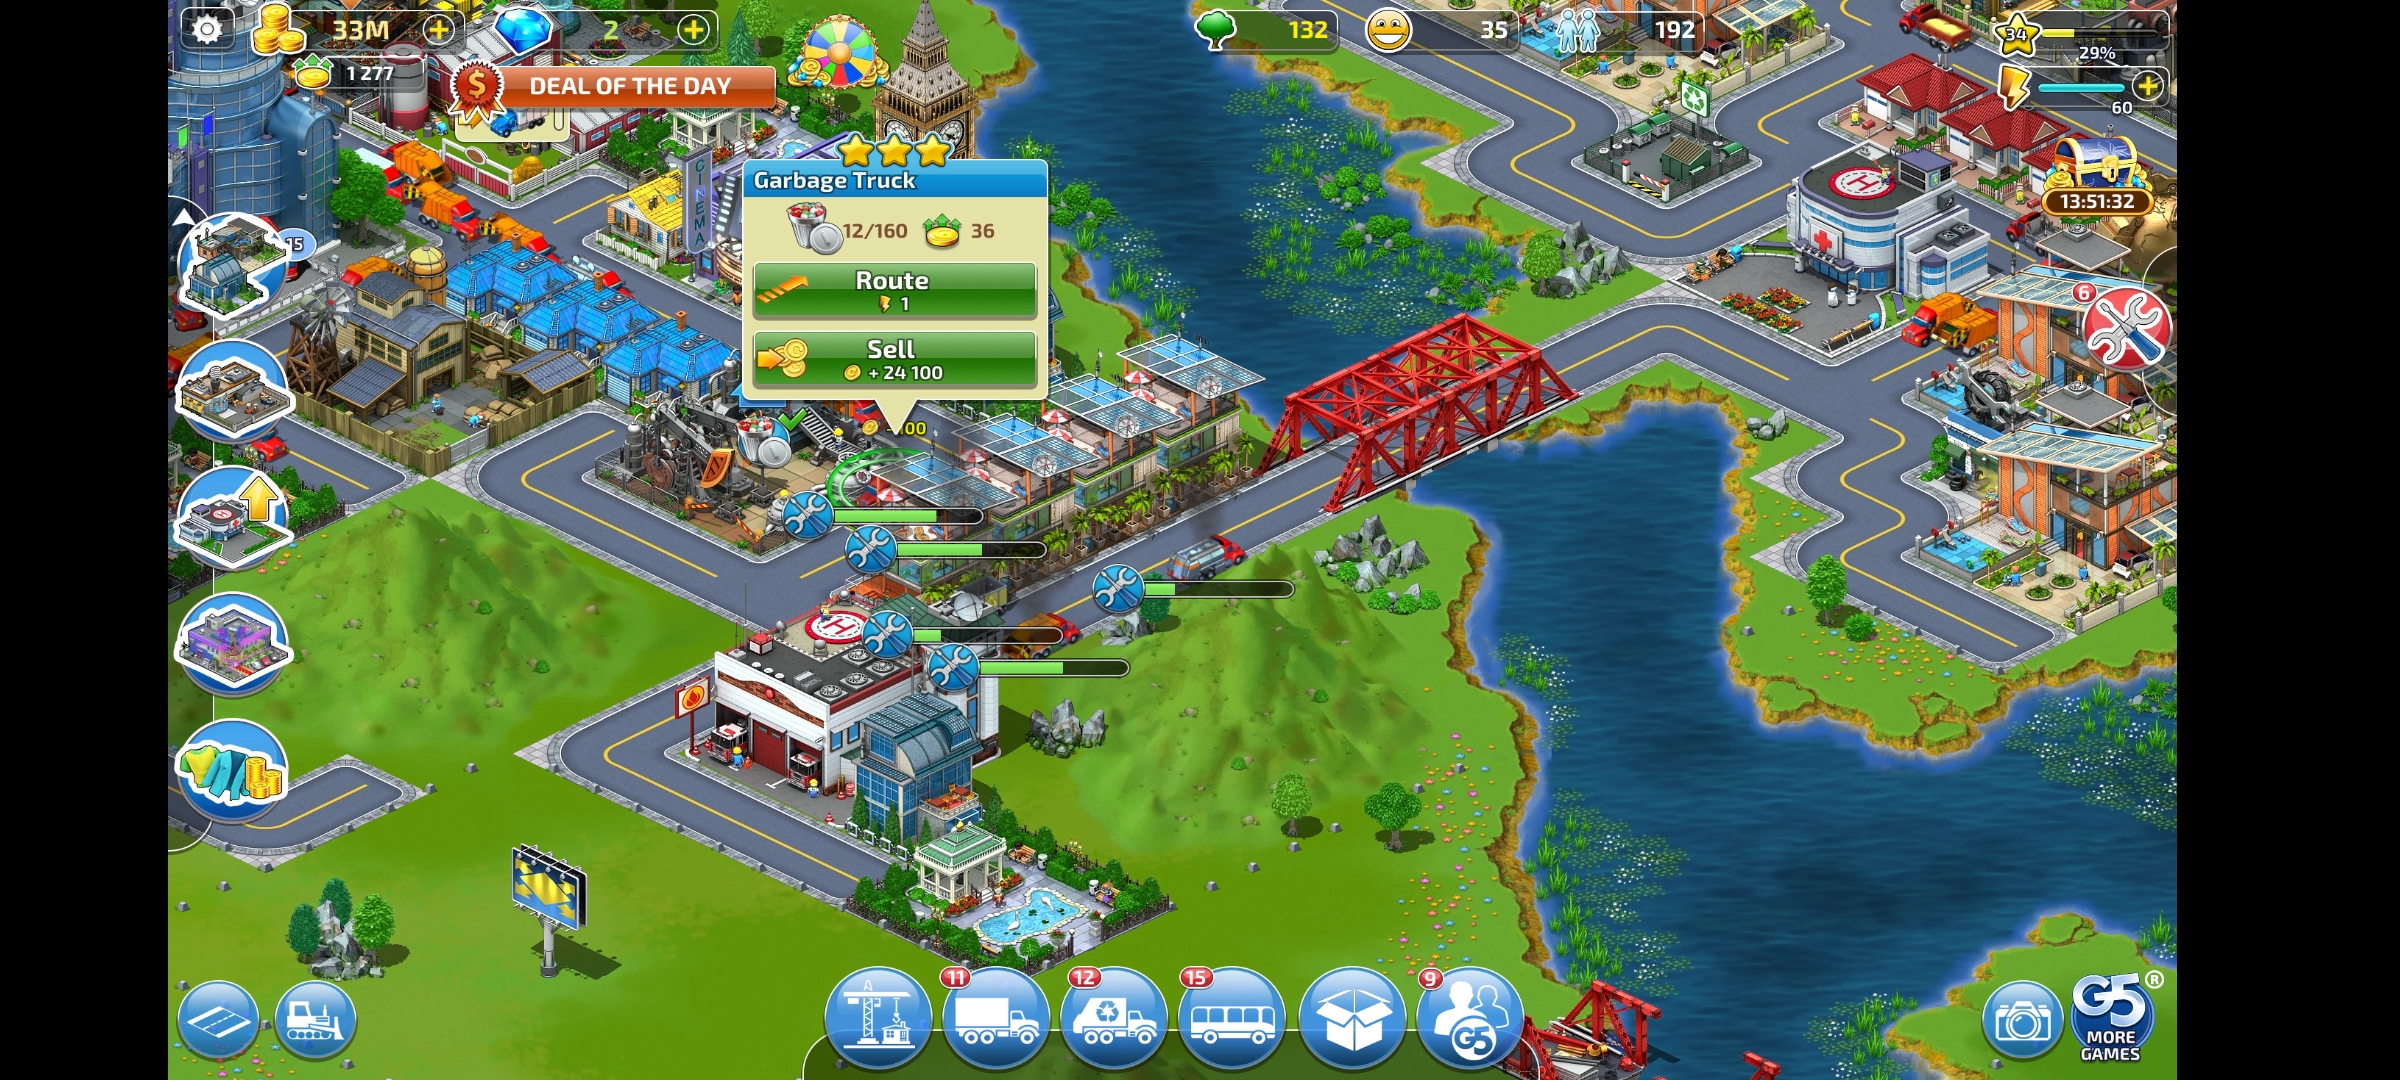 33M
2
132
35
192
34
29%
1 277
DEAL OF THE DAY
60
13:51:32
CINEMA
Garbage Truck
12/160
36
Route
1
Sell
+ 24 100
15
6
H
H
11
12
15
9
G5
G5
®
MORE
GAMES